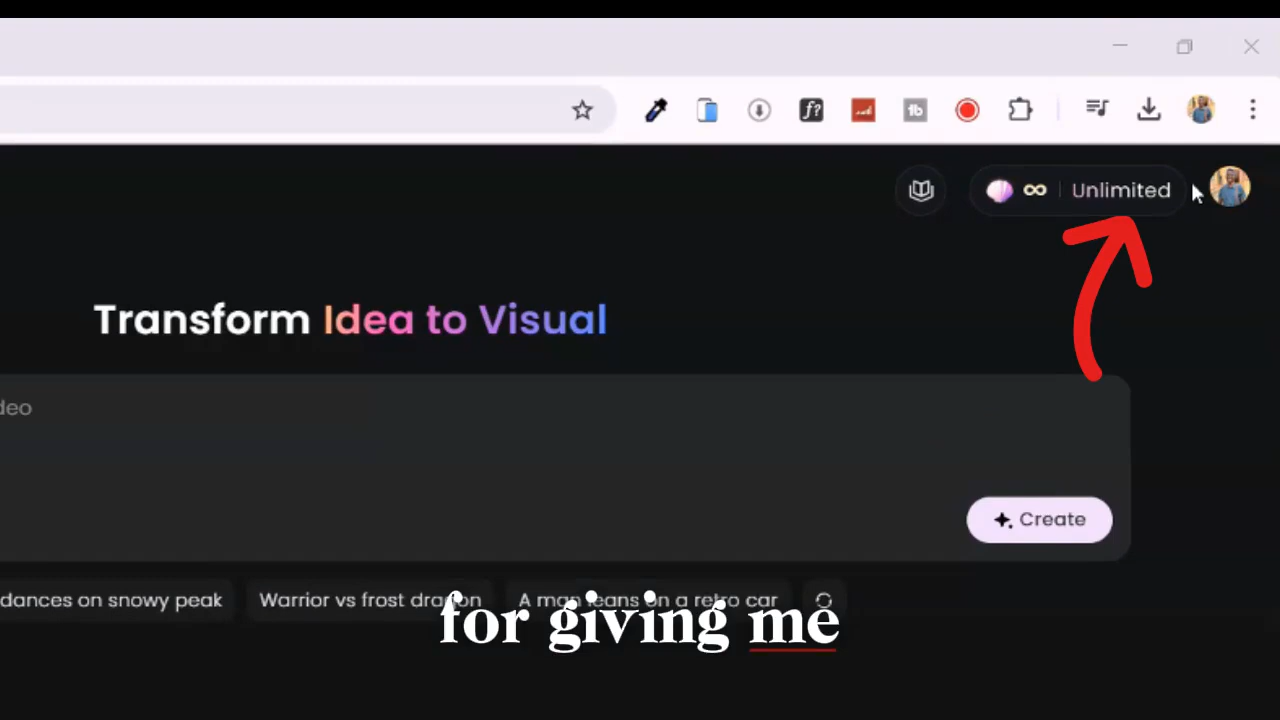 f?
tb
∞ | Unlimited
Transform Idea to Visual
deo
Create
dances on snowy peak
Warrior vs frost dragon
A man leans on a retro car
for giving me